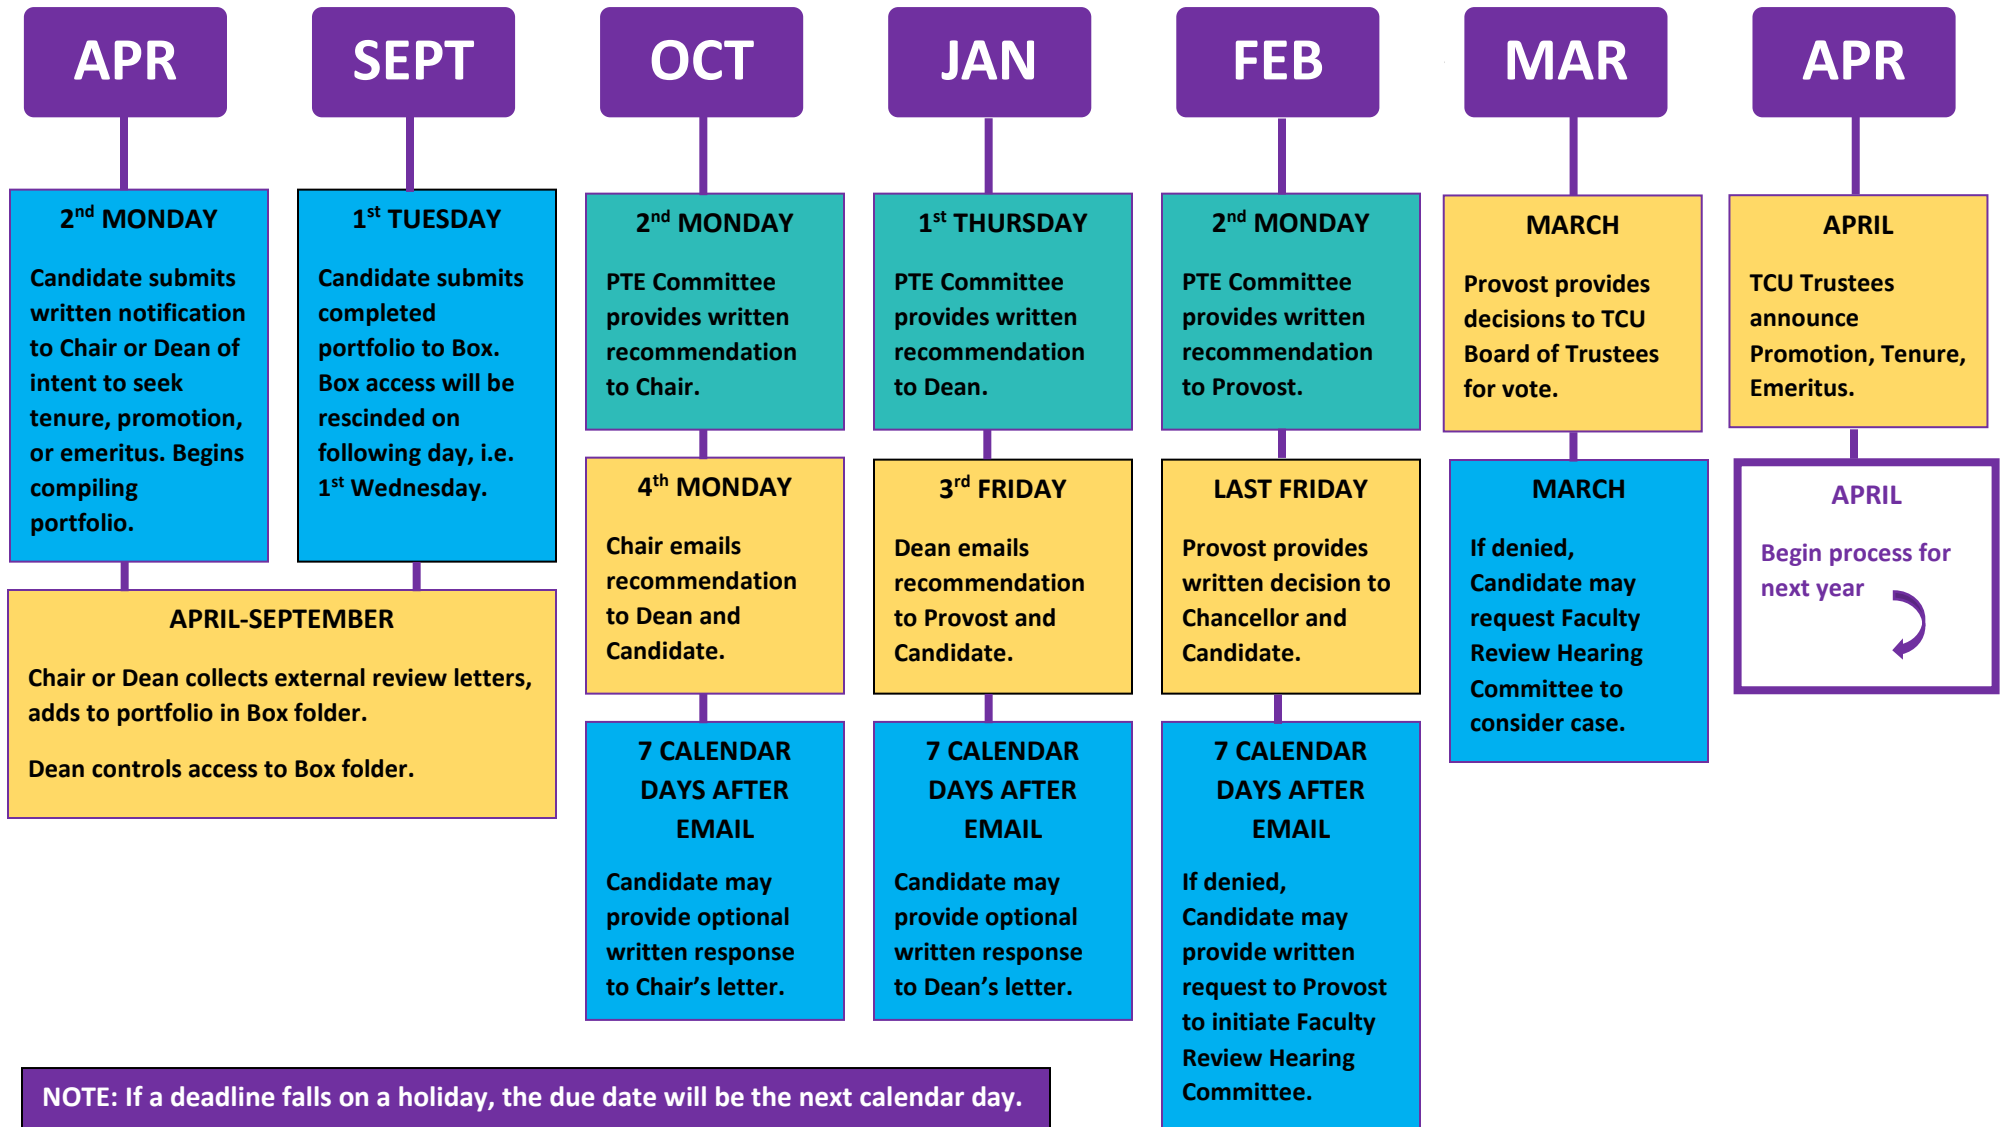 APR
SEPT
OCT
JAN
FEB
MAR
APR
2nd MONDAY
Candidate submits
written notification
to Chair or Dean of
intent to seek
tenure, promotion,
or emeritus. Begins
compiling
portfolio.
1st TUESDAY
Candidate submits
completed
portfolio to Box.
Box access will be
rescinded on
following day, i.e.
1st Wednesday.
APRIL-SEPTEMBER
Chair or Dean collects external review letters,
adds to portfolio in Box folder.
Dean controls access to Box folder.
2nd MONDAY
PTE Committee
provides written
recommendation
to Chair.
4th MONDAY
Chair emails
recommendation
to Dean and
Candidate.
7 CALENDAR
DAYS AFTER
EMAIL
Candidate may
provide optional
written response
to Chair’s letter.
1st THURSDAY
PTE Committee
provides written
recommendation
to Dean.
3rd FRIDAY
Dean emails
recommendation
to Provost and
Candidate.
7 CALENDAR
DAYS AFTER
EMAIL
Candidate may
provide optional
written response
to Dean’s letter.
2nd MONDAY
PTE Committee
provides written
recommendation
to Provost.
LAST FRIDAY
Provost provides
written decision to
Chancellor and
Candidate.
7 CALENDAR
DAYS AFTER
EMAIL
If denied,
Candidate may
provide written
request to Provost
to initiate Faculty
Review Hearing
Committee.
MARCH
Provost provides
decisions to TCU
Board of Trustees
for vote.
MARCH
If denied,
Candidate may
request Faculty
Review Hearing
Committee to
consider case.
APRIL
TCU Trustees
announce
Promotion, Tenure,
Emeritus.
APRIL
Begin process for
next year
NOTE: If a deadline falls on a holiday, the due date will be the next calendar day.